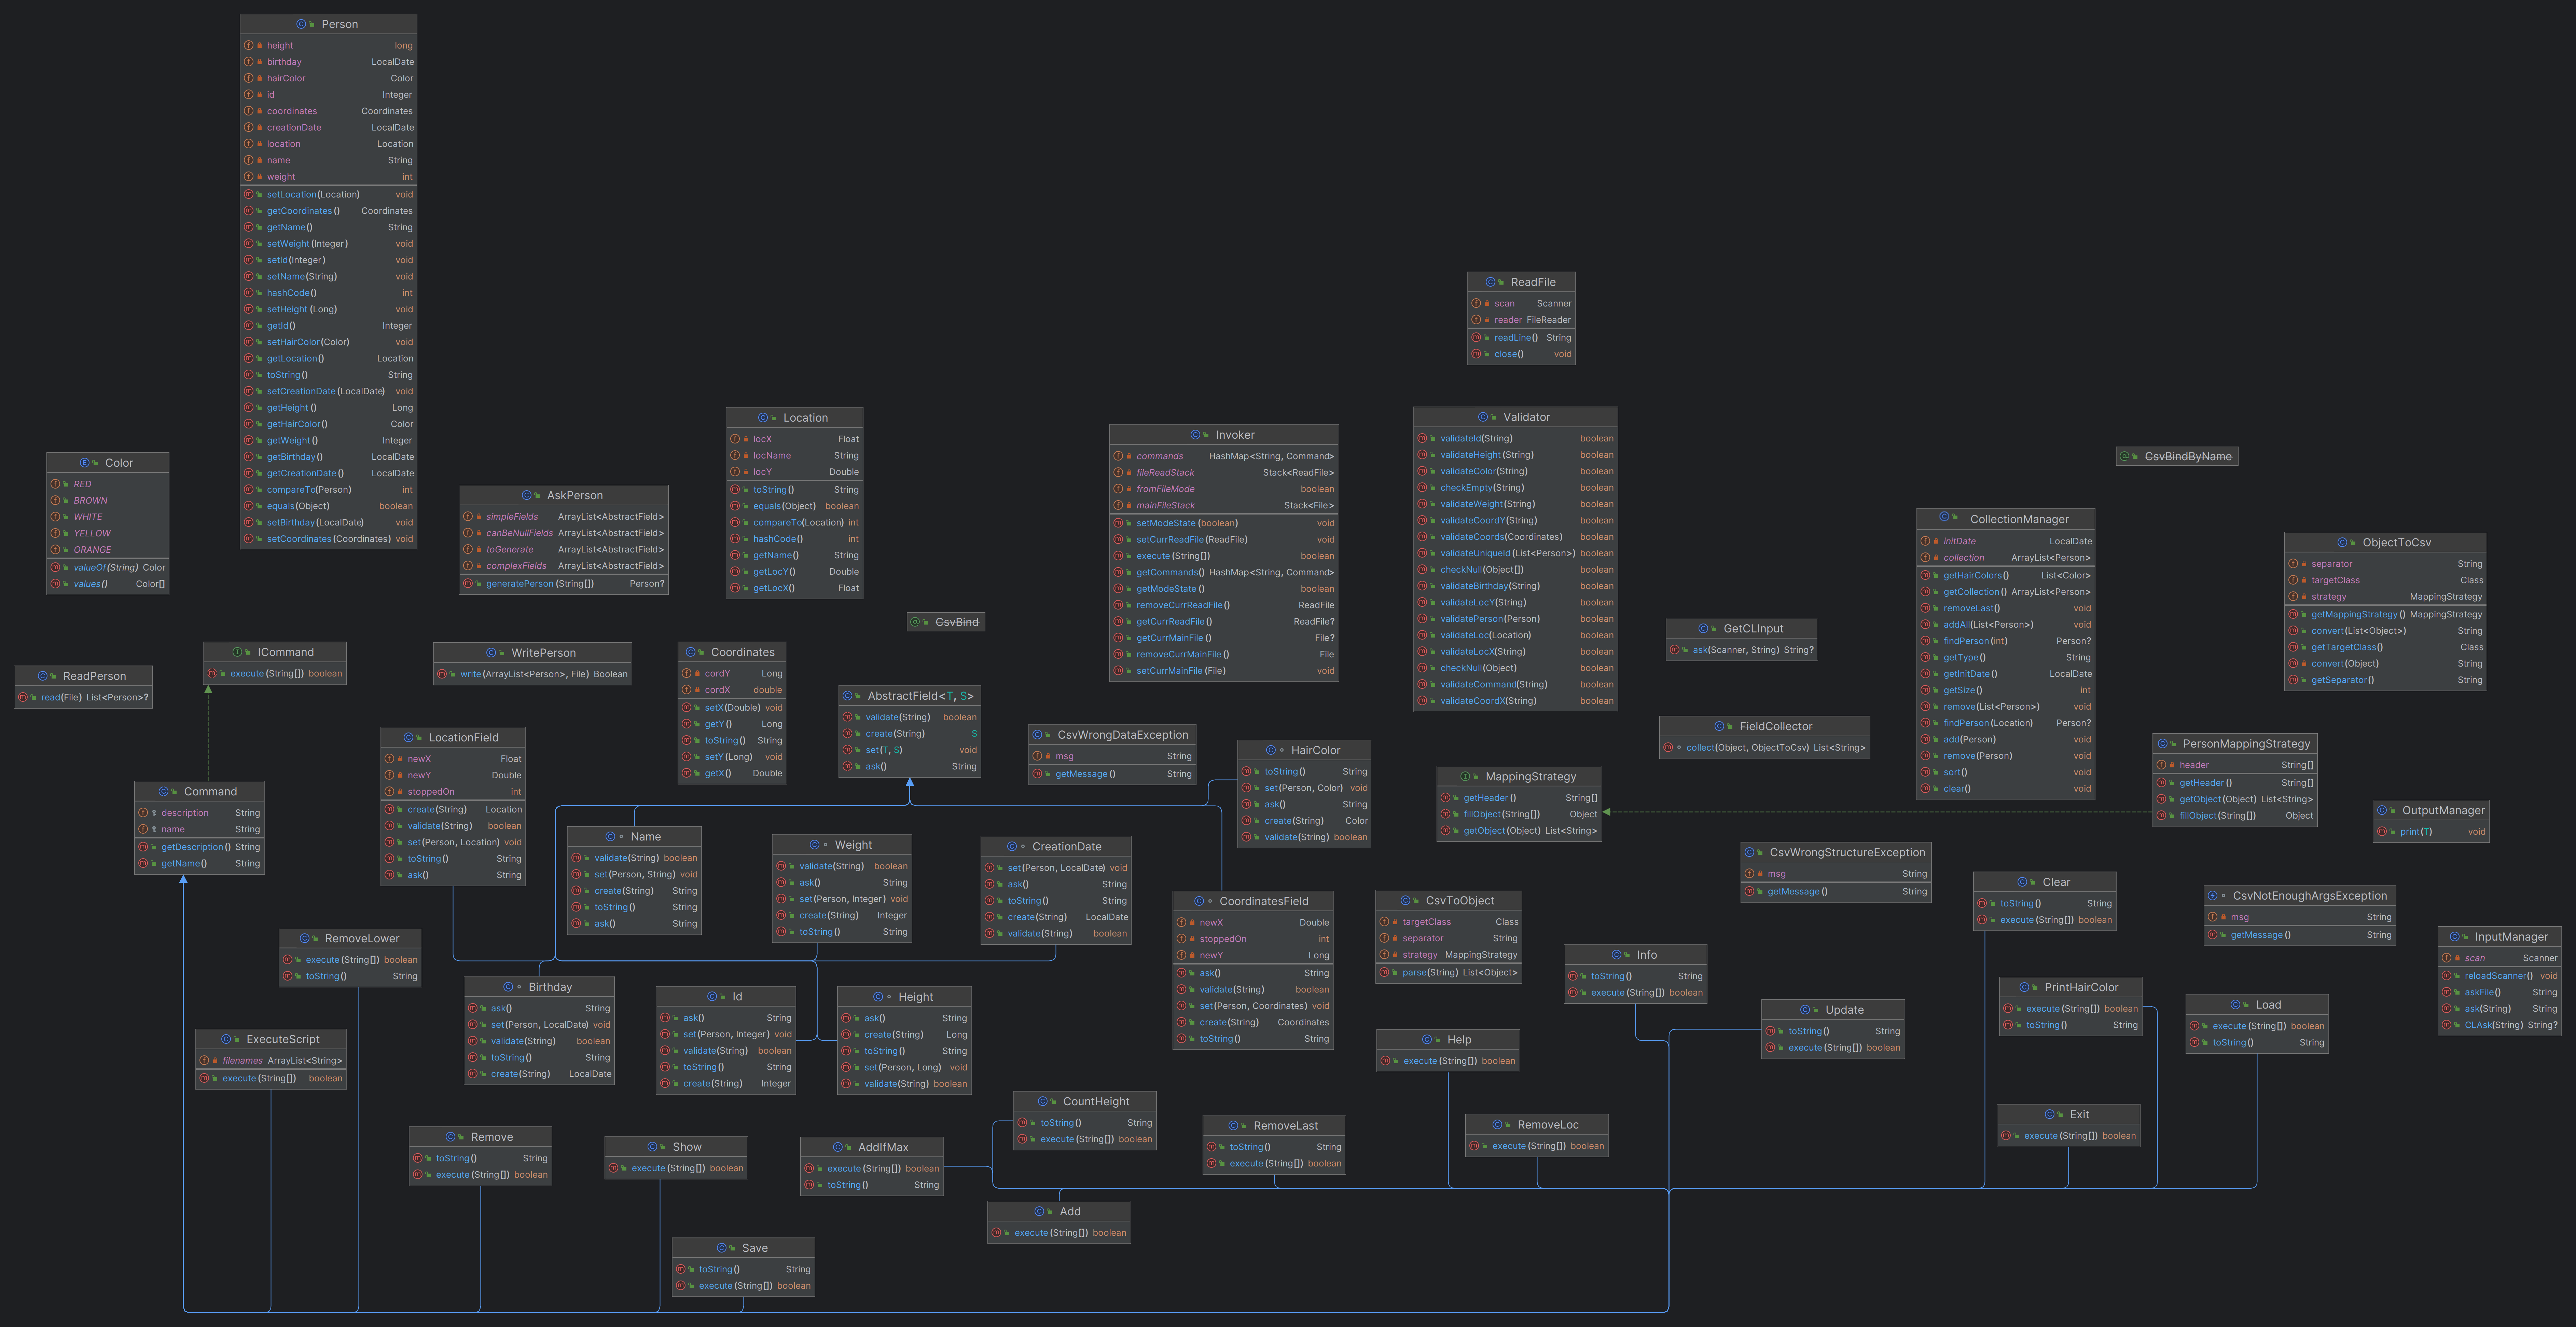 Person
height long
birthday LocalDate
hairColor Color
id Integer
coordinates Coordinates
creationDate LocalDate
location Location
name String
weight int
setLocation(Location) void
getCoordinates() Coordinates
getName() String
setWeight(Integer) void
setId(Integer) void
setName(String) void
hashCode() int
setHeight(Long) void
getId() Integer
setHairColor(Color) void
getLocation() Location
toString() String
setCreationDate(LocalDate) void
getHeight() Long
getHairColor() Color
getWeight() Integer
getBirthday() LocalDate
getCreationDate() LocalDate
compareTo(Person) int
equals(Object) boolean
setBirthday(LocalDate) void
setCoordinates(Coordinates) void
ReadFile
scan Scanner
reader FileReader
readLine() String
close() void
Color
RED
BROWN
WHITE
YELLOW
ORANGE
valueOf(String) Color
values() Color[]
AskPerson
simpleFields ArrayList<AbstractField>
canBeNullFields ArrayList<AbstractField>
toGenerate ArrayList<AbstractField>
complexFields ArrayList<AbstractField>
generatePerson(String[]) Person?
Location
locX Float
locName String
locY Double
toString() String
equals(Object) boolean
compareTo(Location) int
hashCode() int
getName() String
getLocY() Double
getLocX() Float
Invoker
commands HashMap<String, Command>
fileReadStack Stack<ReadFile>
fromFileMode boolean
mainFileStack Stack<File>
setModeState(boolean) void
setCurrReadFile(ReadFile) void
execute(String[]) boolean
getCommands() HashMap<String, Command>
getModeState() boolean
removeCurrReadFile() ReadFile
getCurrReadFile() ReadFile?
getCurrMainFile() File?
removeCurrMainFile() File
setCurrMainFile(File) void
Validator
validateId(String) boolean
validateHeight(String) boolean
validateColor(String) boolean
checkEmpty(String) boolean
validateWeight(String) boolean
validateCoordY(String) boolean
validateCoords(Coordinates) boolean
validateUniqueId(List<Person>) boolean
checkNull(Object[]) boolean
validateBirthday(String) boolean
validateLocY(String) boolean
validatePerson(Person) boolean
validateLoc(Location) boolean
validateLocX(String) boolean
checkNull(Object) boolean
validateCommand(String) boolean
validateCoordX(String) boolean
CsvBindByName
CollectionManager
initDate LocalDate
collection ArrayList<Person>
getHairColors() List<Color>
getCollection() ArrayList<Person>
removeLast() void
addAll(List<Person>) void
findPerson(int) Person?
getType() String
getInitDate() LocalDate
getSize() int
remove(List<Person>) void
findPerson(Location) Person?
add(Person) void
remove(Person) void
sort() void
clear() void
ObjectToCsv
separator String
targetClass Class
strategy MappingStrategy
getMappingStrategy() MappingStrategy
convert(List<Object>) String
getTargetClass() Class
convert(Object) String
getSeparator() String
CsvBind
GetCLInput
ask(Scanner, String) String?
ReadPerson
read(File) List<Person>?
ICommand
execute(String[]) boolean
WritePerson
write(ArrayList<Person>, File) Boolean
Coordinates
cordY Long
cordX double
setX(Double) void
getY() Long
toString() String
setY(Long) void
getX() Double
AbstractField<T, S>
validate(String) boolean
create(String) S
set(T, S) void
ask() String
FieldCollector
collect(Object, ObjectToCsv) List<String>
CsvWrongDataException
msg String
getMessage() String
HairColor
toString() String
set(Person, Color) void
ask() String
create(String) Color
validate(String) boolean
MappingStrategy
getHeader() String[]
fillObject(String[]) Object
getObject(Object) List<String>
PersonMappingStrategy
header String[]
getHeader() String[]
getObject(Object) List<String>
fillObject(String[]) Object
OutputManager
print(T) void
Command
description String
name String
getDescription() String
getName() String
LocationField
newX Float
newY Double
stoppedOn int
create(String) Location
validate(String) boolean
set(Person, Location) void
toString() String
ask() String
Name
validate(String) boolean
set(Person, String) void
create(String) String
toString() String
ask() String
Weight
validate(String) boolean
ask() String
set(Person, Integer) void
create(String) Integer
toString() String
CreationDate
set(Person, LocalDate) void
ask() String
toString() String
create(String) LocalDate
validate(String) boolean
CsvWrongStructureException
msg String
getMessage() String
CoordinatesField
newX Double
stoppedOn int
newY Long
ask() String
validate(String) boolean
set(Person, Coordinates) void
create(String) Coordinates
toString() String
CsvToObject
targetClass Class
separator String
strategy MappingStrategy
parse(String) List<Object>
Clear
toString() String
execute(String[]) boolean
CsvNotEnoughArgsException
msg String
getMessage() String
InputManager
scan Scanner
reloadScanner() void
askFile() String
ask(String) String
CLAsk(String) String?
RemoveLower
execute(String[]) boolean
toString() String
Info
toString() String
execute(String[]) boolean
Birthday
ask() String
set(Person, LocalDate) void
validate(String) boolean
toString() String
create(String) LocalDate
Id
ask() String
set(Person, Integer) void
validate(String) boolean
toString() String
create(String) Integer
Height
ask() String
create(String) Long
toString() String
set(Person, Long) void
validate(String) boolean
PrintHairColor
execute(String[]) boolean
toString() String
Load
execute(String[]) boolean
toString() String
Update
toString() String
execute(String[]) boolean
ExecuteScript
filenames ArrayList<String>
execute(String[]) boolean
Help
execute(String[]) boolean
CountHeight
toString() String
execute(String[]) boolean
Exit
execute(String[]) boolean
RemoveLast
toString() String
execute(String[]) boolean
RemoveLoc
execute(String[]) boolean
Remove
toString() String
execute(String[]) boolean
Show
execute(String[]) boolean
AddIfMax
execute(String[]) boolean
toString() String
Add
execute(String[]) boolean
Save
toString() String
execute(String[]) boolean